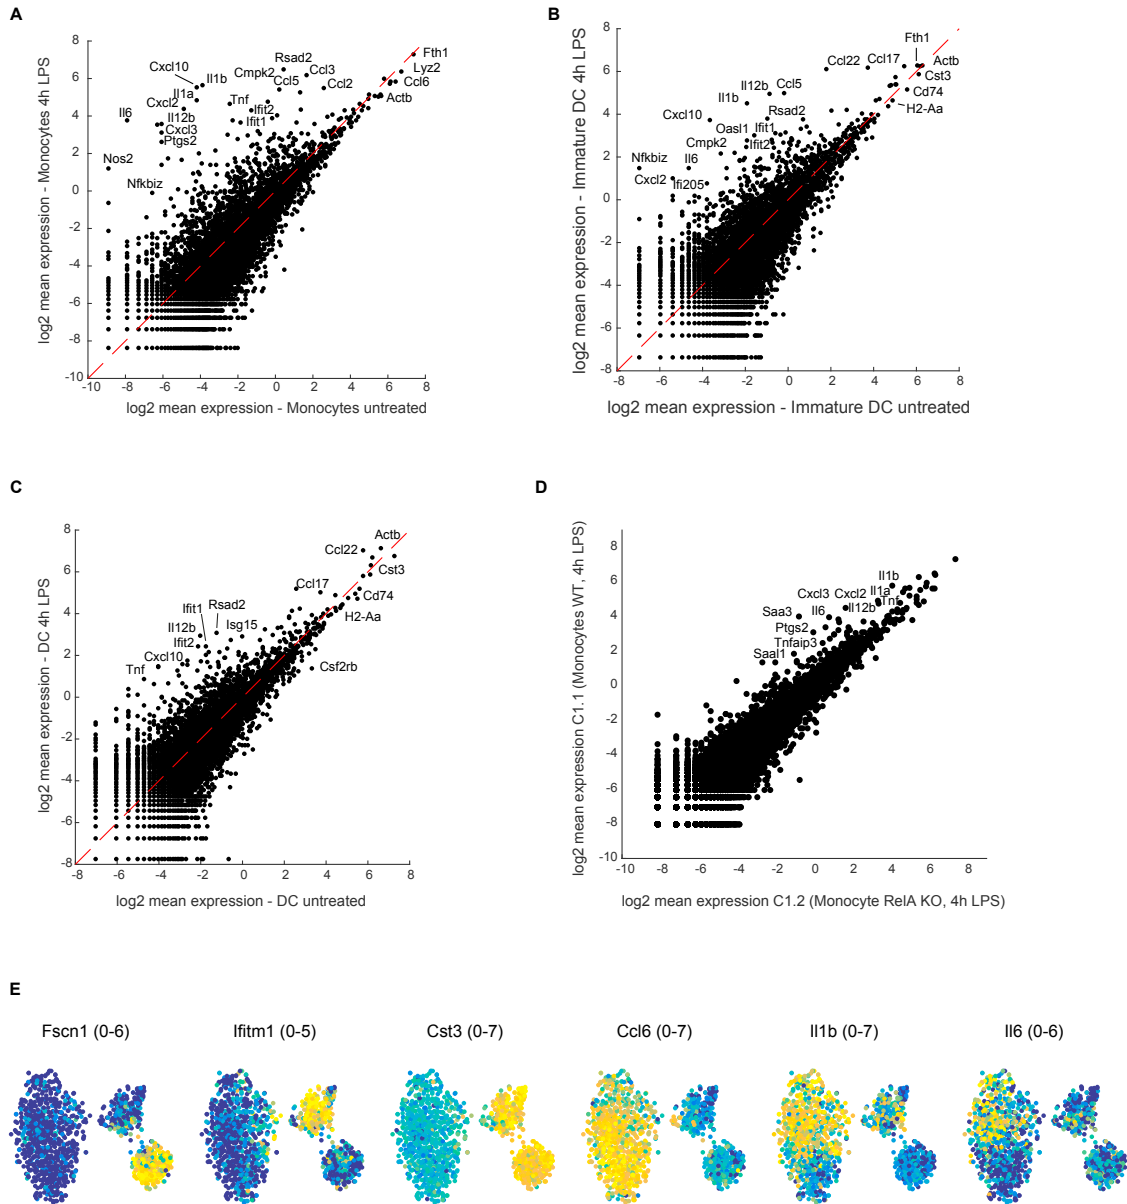 A
log2 mean expression - Monocytes 4h LPS
8
6
4
2
0
-2
-4
-6
-8
-10
-10 -8 -6 -4 -2 0 2 4 6 8
log2 mean expression - Monocytes untreated
Fth1
Rsad2
Cxcl10
Cmpk2
Ccl3
Lyz2
Il1b
Ccl5
Ccl2
Ccl6
Il1a
Actb
Cxcl2
Tnf
Il6
Il12b
Ifit2
Cxcl3
Ifit1
Ptgs2
Nos2
Nfkbiz
B
log2 mean expression - Immature DC 4h LPS
8
6
4
2
0
-2
-4
-6
-8
-8 -6 -4 -2 0 2 4 6 8
log2 mean expression - Immature DC untreated
Fth1
Ccl22
Ccl17
Actb
Cst3
Il12b
Ccl5
Cd74
Il1b
H2-Aa
Cxcl10
Rsad2
Oasl1
Ifit1
Cmpk2
Ifit2
Nfkbiz
Il6
Cxcl2
Ifi205
C
log2 mean expression - DC 4h LPS
8
6
4
2
0
-2
-4
-6
-8
-8 -6 -4 -2 0 2 4 6 8
log2 mean expression - DC untreated
Actb
Ccl22
Cst3
Ccl17
Cd74
Rsad2
Ifit1
H2-Aa
Isg15
Il12b
Ifit2
Cxcl10
Tnf
Csf2rb
D
log2 mean expression C1.1 (Monocytes WT, 4h LPS)
8
6
4
2
0
-2
-4
-6
-8
-10
-8 -6 -4 -2 0 2 4 6 8
log2 mean expression C1.2 (Monocyte RelA KO, 4h LPS)
Il1b
Cxcl3
Cxcl2
Il1a
Saa3
Il6
Il12b
Tnf
Ptgs2
Tnfaip3
Saal1
E
Fscn1 (0-6) Ifitm1 (0-5) Cst3 (0-7) Ccl6 (0-7) Il1b (0-7) Il6 (0-6)